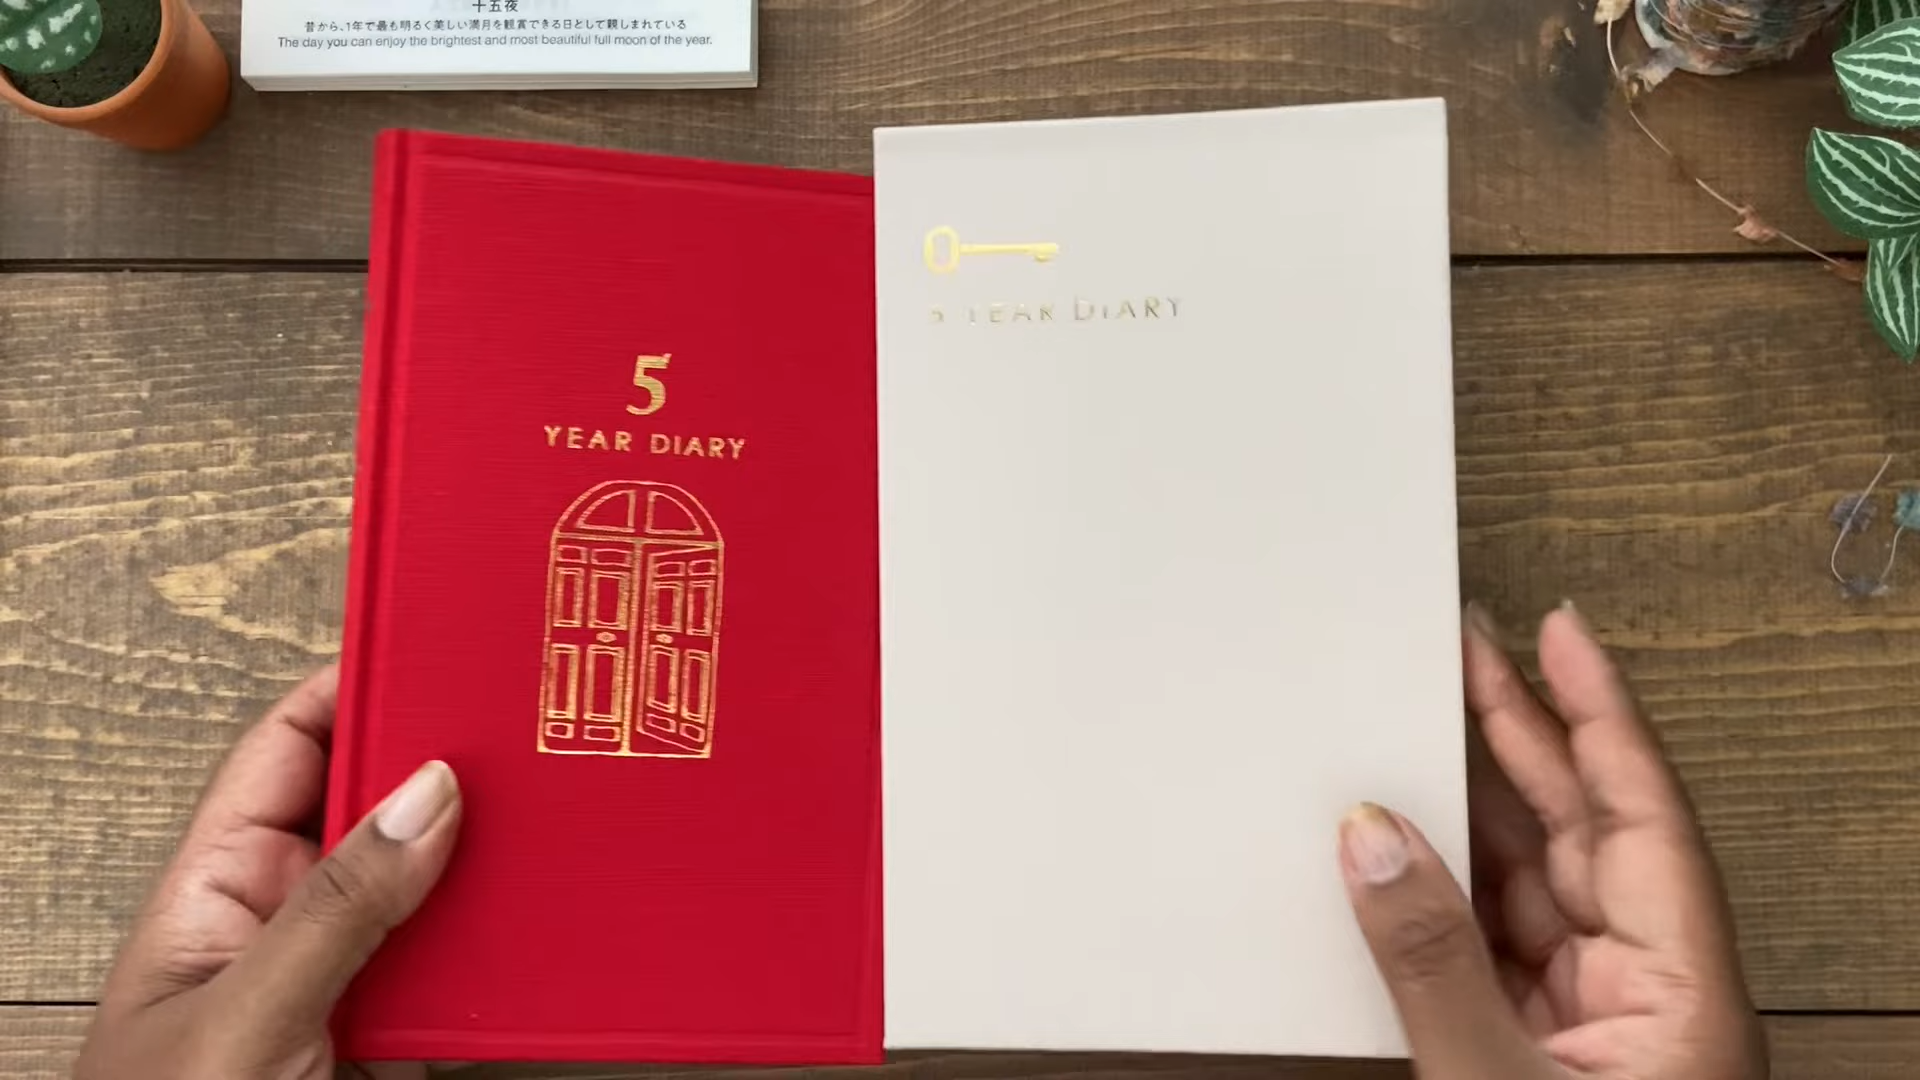 十五夜
昔から、1年で最も明るく美しい満月を観賞できる日として親しまれている
The day you can enjoy the brightest and most beautiful full moon of the year.
5
YEAR DIARY
5 YEAR DIARY